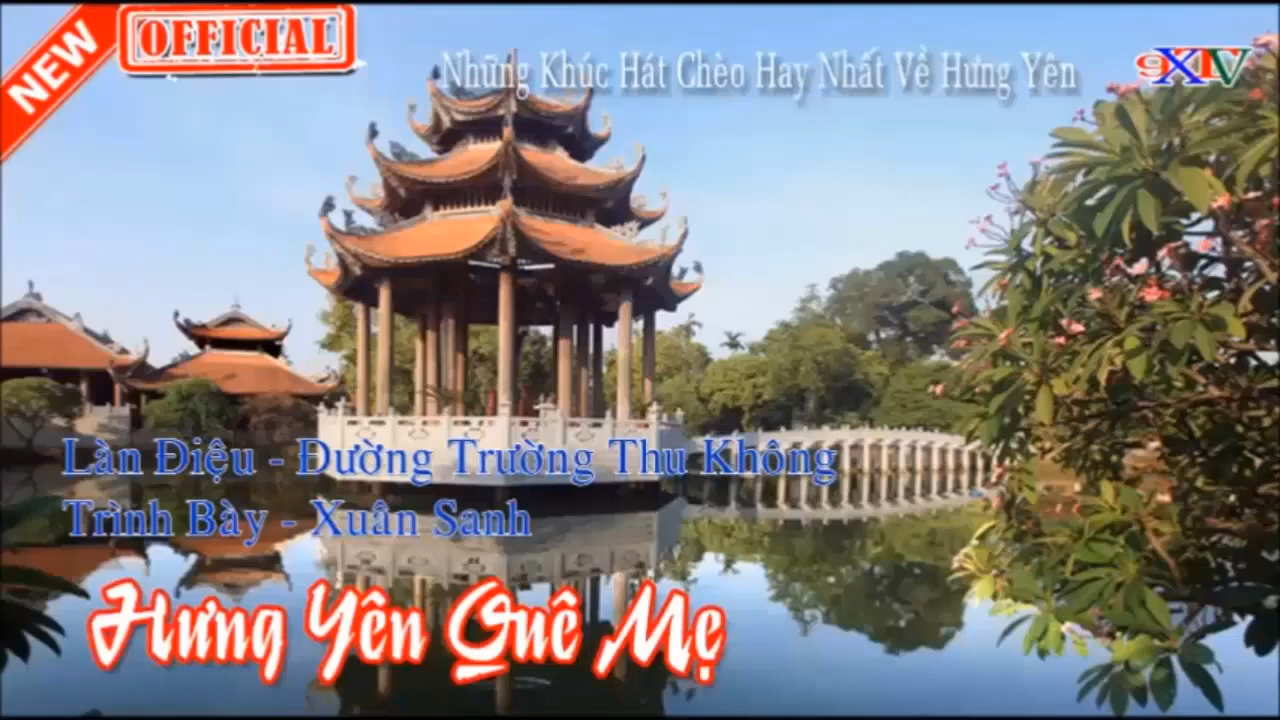 NEW
OFFICIAL
Những Khúc Hát Chèo Hay Nhất Về Hưng Yên
9XTV
Làn Điệu - Đường Trường Thu Không
Trình Bày - Xuân Sanh
Hưng Yên Quê Mẹ